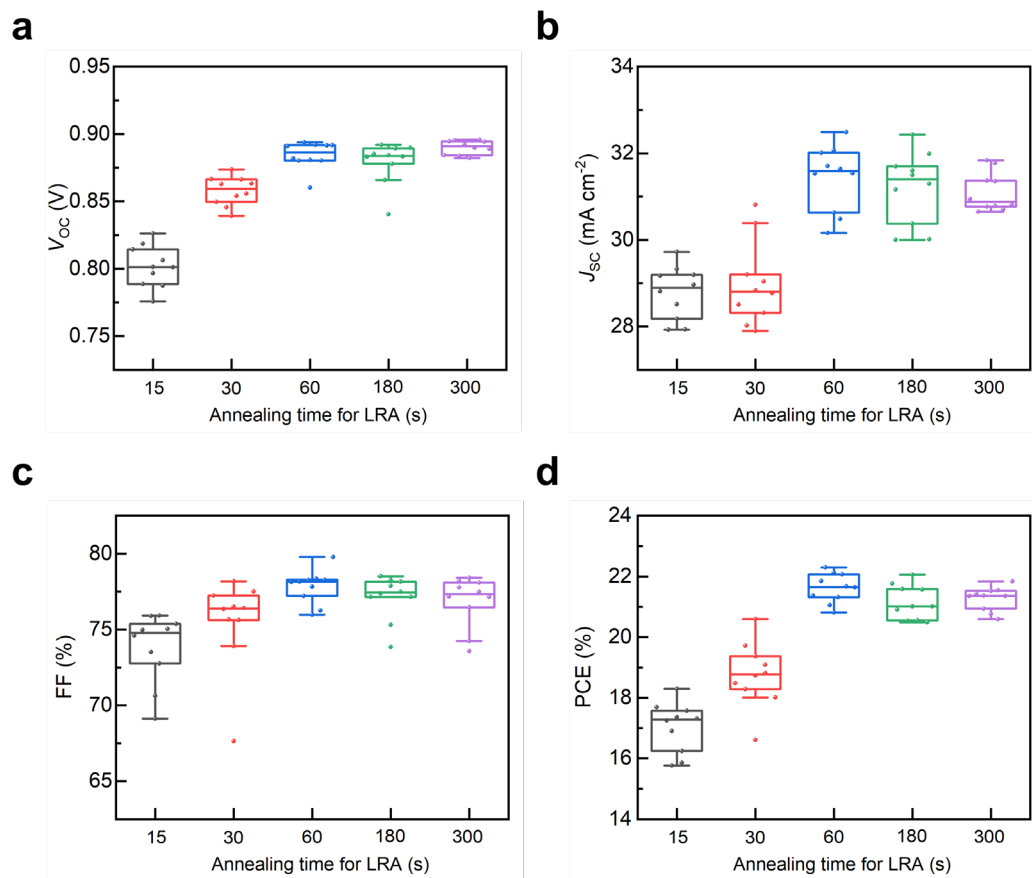 a
0.95
0.90
0.85
0.80
0.75
V_OC (V)
15 30 60 180 300
Annealing time for LRA (s)
b
34
32
30
28
J_SC (mA cm⁻²)
15 30 60 180 300
Annealing time for LRA (s)
c
80
75
70
65
FF (%)
15 30 60 180 300
Annealing time for LRA (s)
d
24
22
20
18
16
14
PCE (%)
15 30 60 180 300
Annealing time for LRA (s)